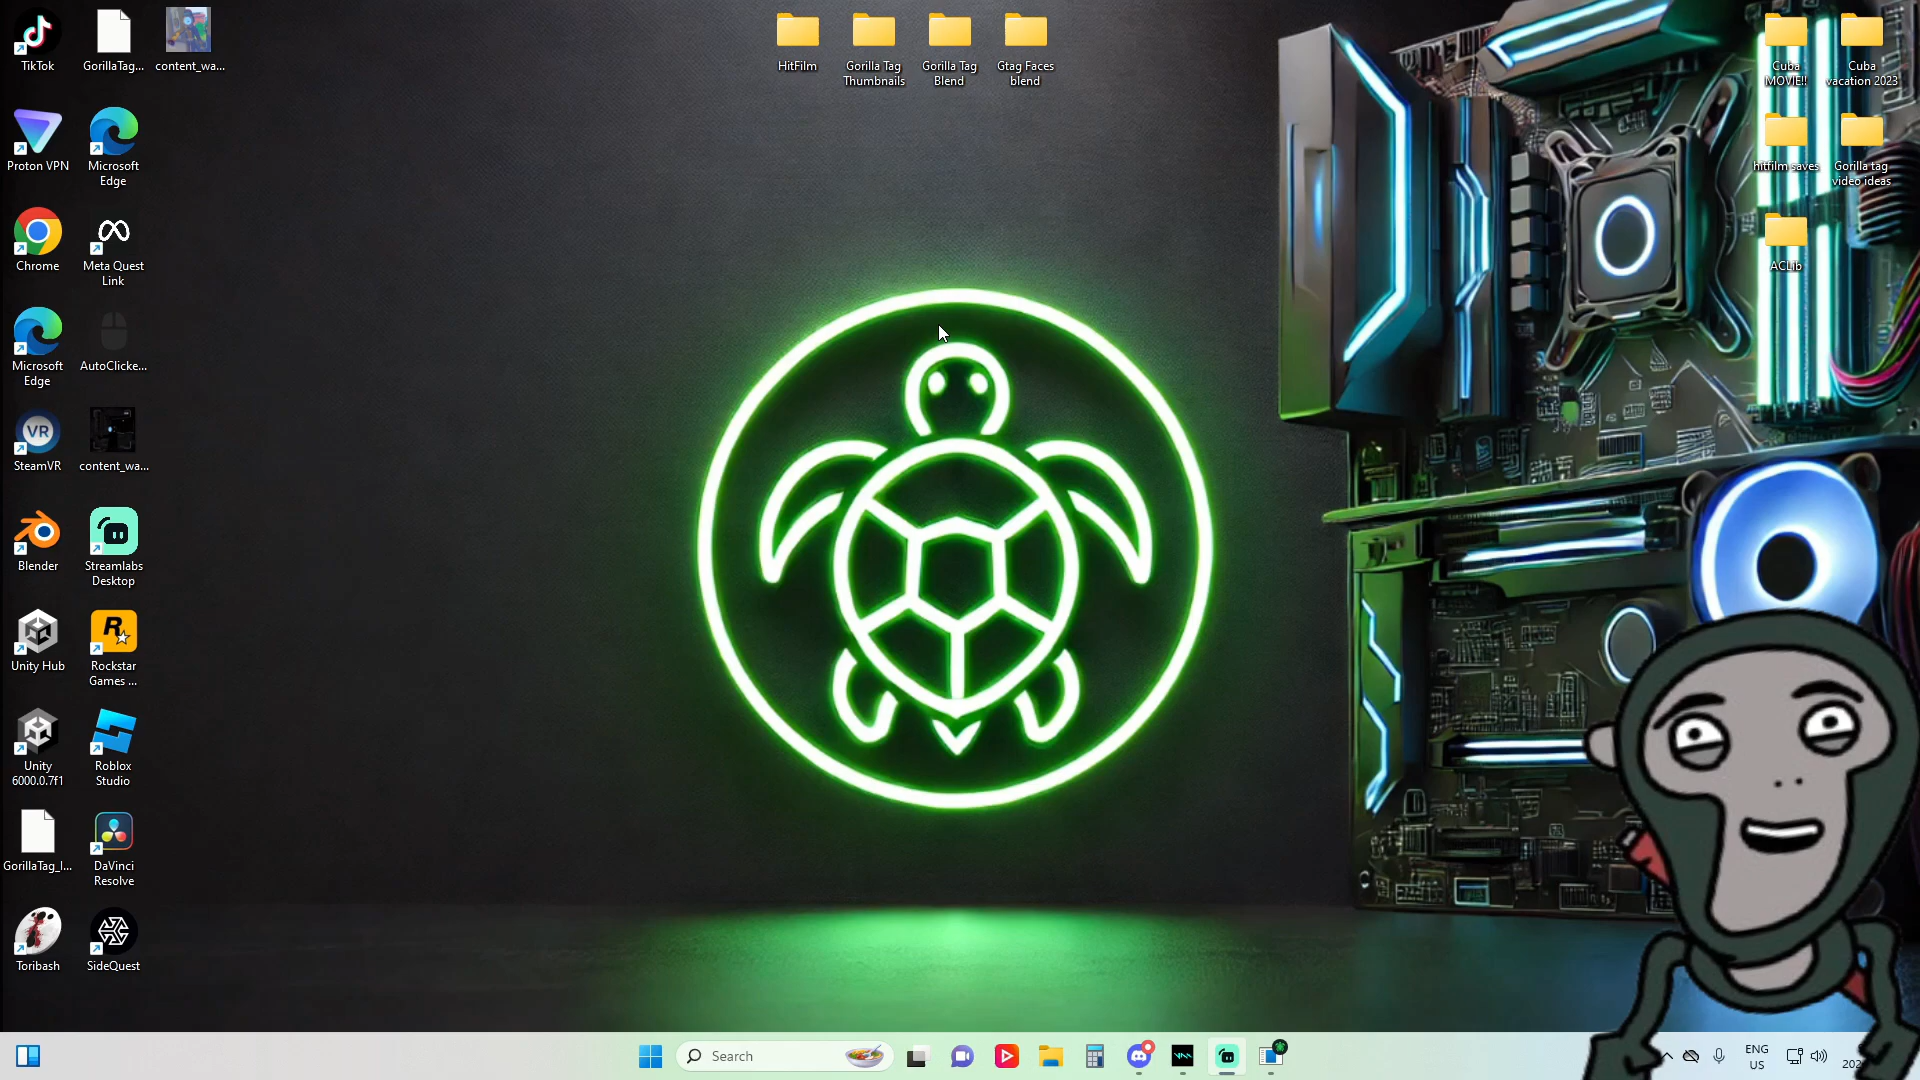 TikTok
GorillaTag...
content_wa...
HitFilm
Gorilla Tag
Thumbnails
Gorilla Tag
Blend
Gtag Faces
blend
Cuba
MOVIE!!
Cuba
vacation 2023
Proton VPN
Microsoft
Edge
hitfilm saves
Gorilla tag
video ideas
Chrome
Meta Quest
Link
ACLib
Microsoft
Edge
AutoClicke...
VR
SteamVR
content_wa...
Blender
Streamlabs
Desktop
R
Unity Hub
Rockstar
Games ...
Unity
6000.0.7f1
Roblox
Studio
GorillaTag_l...
DaVinci
Resolve
Toribash
SideQuest
Search
ENG
US